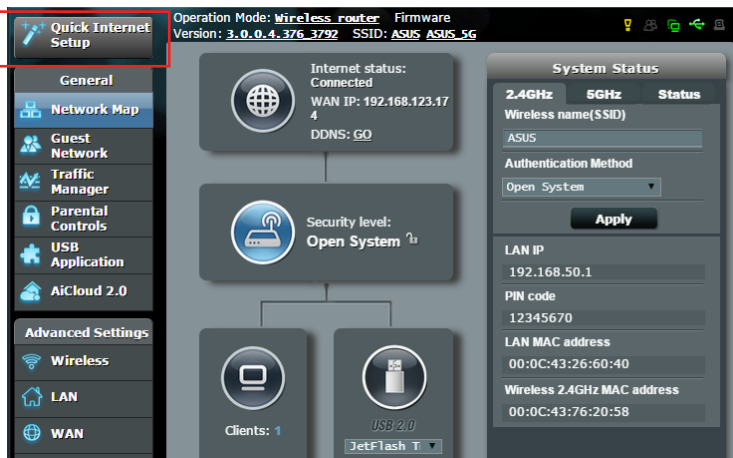 Quick Internet
Setup
Operation Mode: Wireless router Firmware
Version: 3.0.0.4.376_3792 SSID: ASUS ASUS_5G
General
Network Map
Guest
Network
Traffic
Manager
Parental
Controls
USB
Application
AiCloud 2.0
Advanced Settings
Wireless
LAN
WAN
Internet status:
Connected
WAN IP: 192.168.123.17
4
DDNS: GO
Security level:
Open System
Clients: 1
USB 2.0
JetFlash T
System Status
2.4GHz 5GHz Status
Wireless name(SSID)
ASUS
Authentication Method
Open System
Apply
LAN IP
192.168.50.1
PIN code
12345670
LAN MAC
address
00:0C:43:26:60:40
Wireless 2.4GHz MAC address
00:0C:43:76:20:58